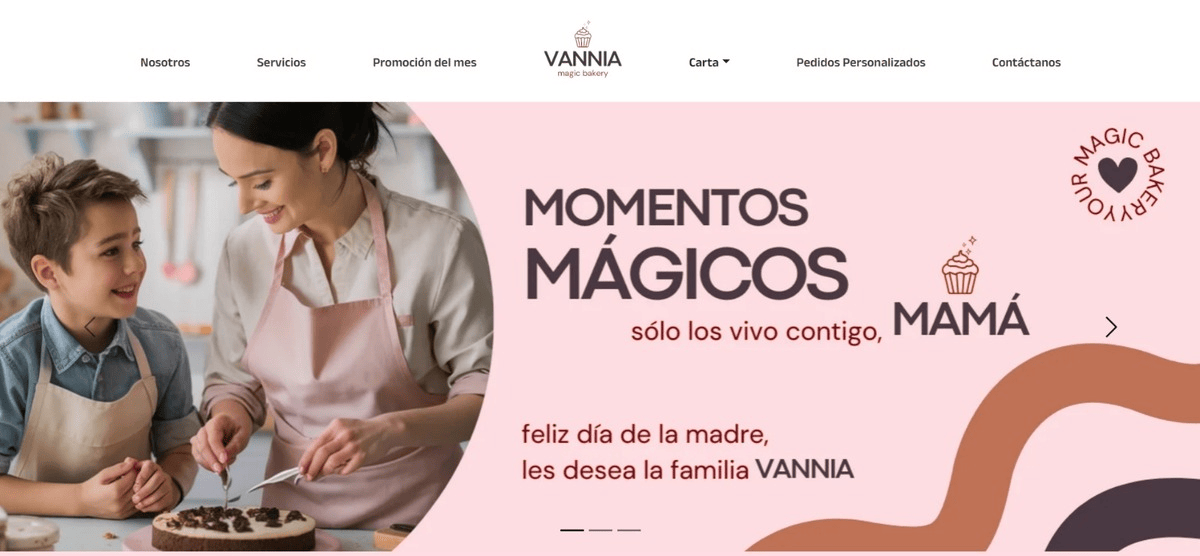 Nosotros
Servicios
Promoción del mes
VANNIA
magic bakery
Carta
Pedidos Personalizados
Contáctanos
YOUR MAGIC BAKERY
MOMENTOS
MÁGICOS
sólo los vivo contigo, MAMÁ
feliz día de la madre,
les desea la familia VANNIA